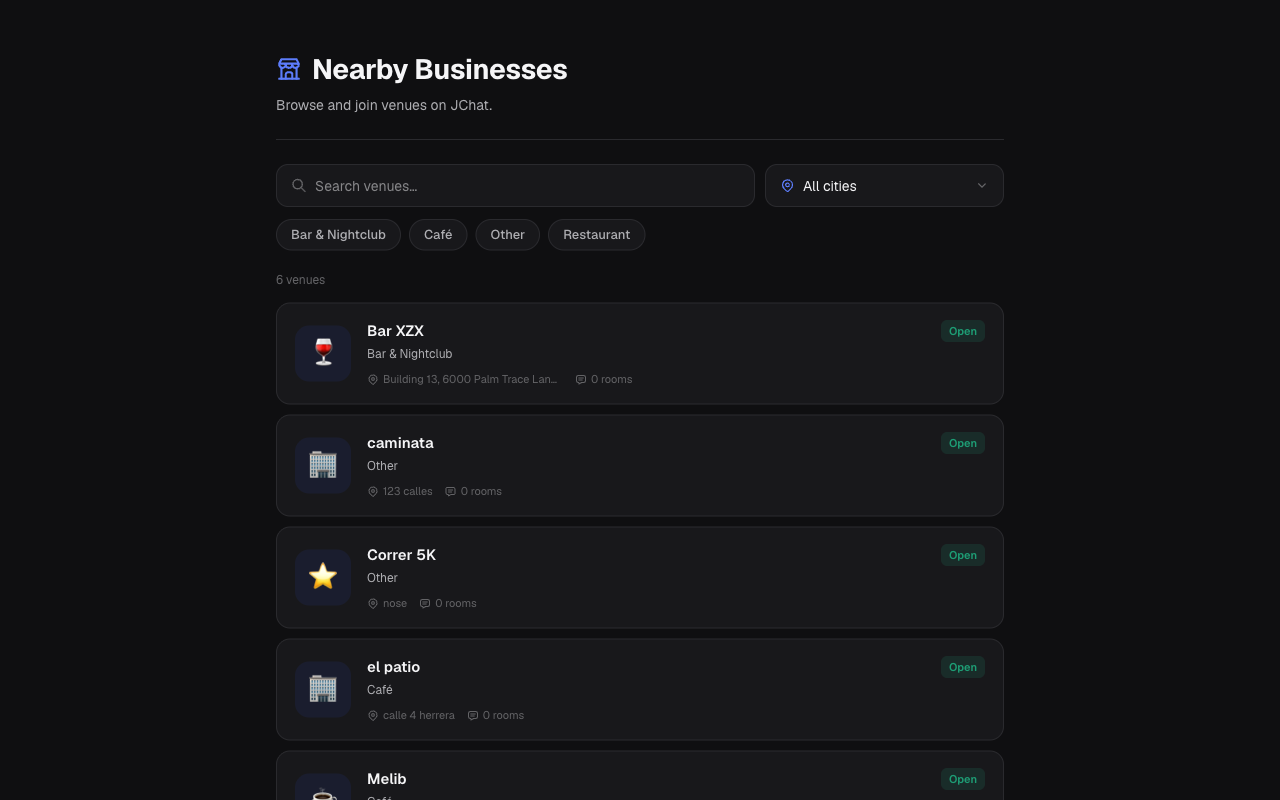 Nearby Businesses
Browse and join venues on JChat.
Search venues...
All cities
Bar & Nightclub
Café
Other
Restaurant
6 venues
Bar XZX
Open
Bar & Nightclub
Building 13, 6000 Palm Trace Lan...
0 rooms
caminata
Open
Other
123 calles
0 rooms
Correr 5K
Open
Other
nose
0 rooms
el patio
Open
Café
calle 4 herrera
0 rooms
Melib
Open
Café